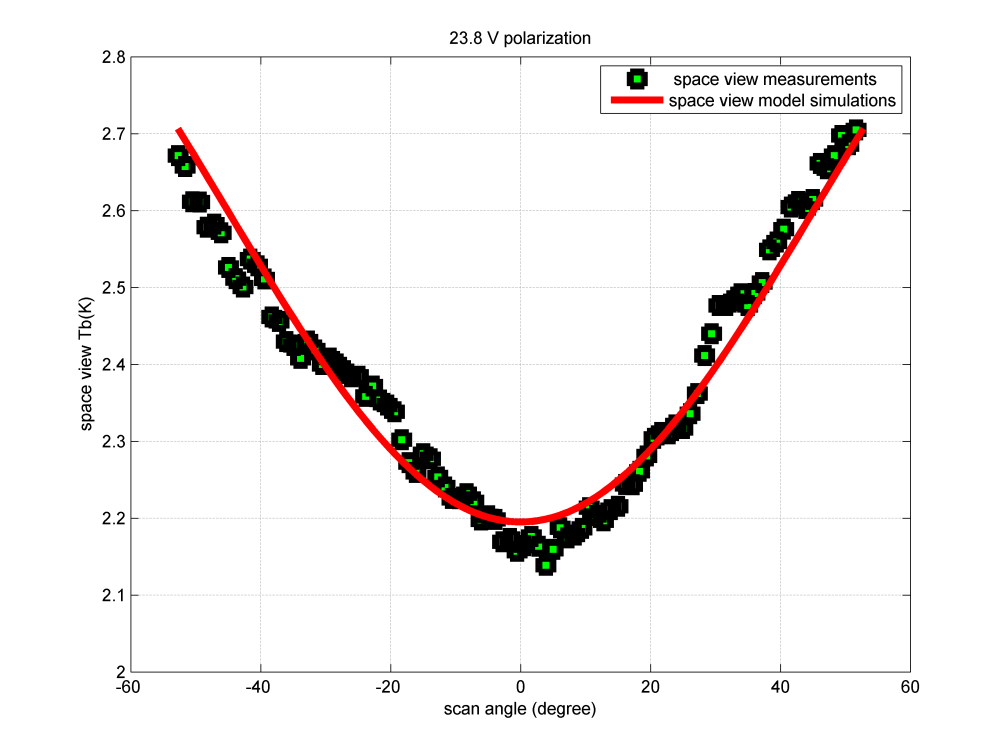 23.8 V polarization
space view measurements
space view model simulations
space view Tb(K)
2.8
2.7
2.6
2.5
2.4
2.3
2.2
2.1
2
-60 -40 -20 0 20 40 60
scan angle (degree)